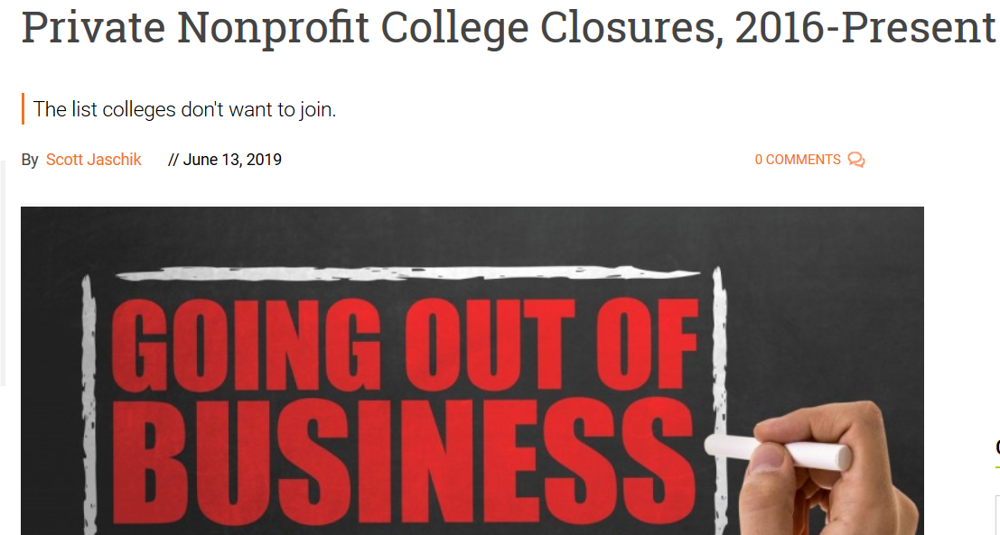 Private Nonprofit College Closures, 2016-Present
The list colleges don't want to join.
By Scott Jaschik // June 13, 2019
0 COMMENTS
GOING OUT OF
BUSINESS